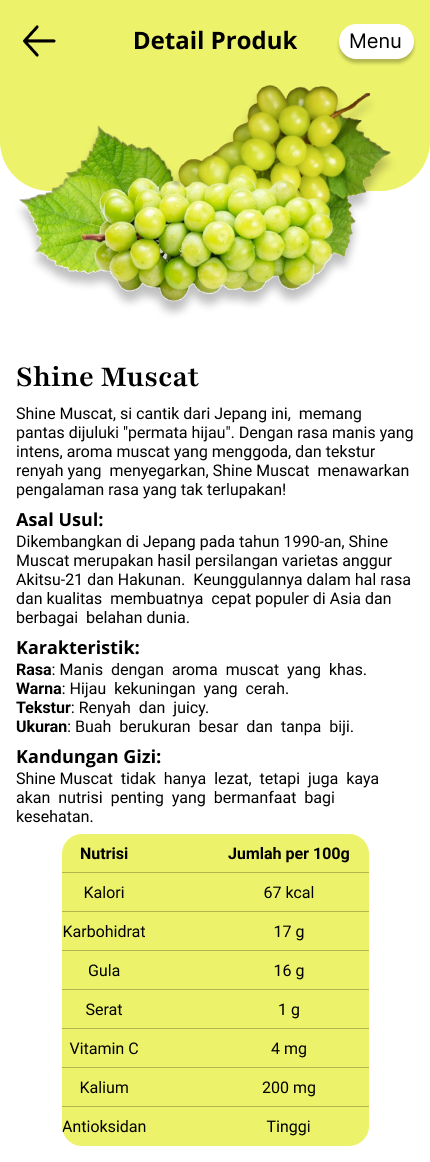 Detail Produk
Menu
Shine Muscat
Shine Muscat, si cantik dari Jepang ini, memang
pantas dijuluki "permata hijau". Dengan rasa manis yang
intens, aroma muscat yang menggoda, dan tekstur
renyah yang menyegarkan, Shine Muscat menawarkan
pengalaman rasa yang tak terlupakan!
Asal Usul:
Dikembangkan di Jepang pada tahun 1990-an, Shine
Muscat merupakan hasil persilangan varietas anggur
Akitsu-21 dan Hakunan. Keunggulannya dalam hal rasa
dan kualitas membuatnya cepat populer di Asia dan
berbagai belahan dunia.
Karakteristik:
Rasa: Manis dengan aroma muscat yang khas.
Warna: Hijau kekuningan yang cerah.
Tekstur: Renyah dan juicy.
Ukuran: Buah berukuran besar dan tanpa biji.
Kandungan Gizi:
Shine Muscat tidak hanya lezat, tetapi juga kaya
akan nutrisi penting yang bermanfaat bagi
kesehatan.
Nutrisi Jumlah per 100g
Kalori 67 kcal
Karbohidrat 17 g
Gula 16 g
Serat 1 g
Vitamin C 4 mg
Kalium 200 mg
Antioksidan Tinggi